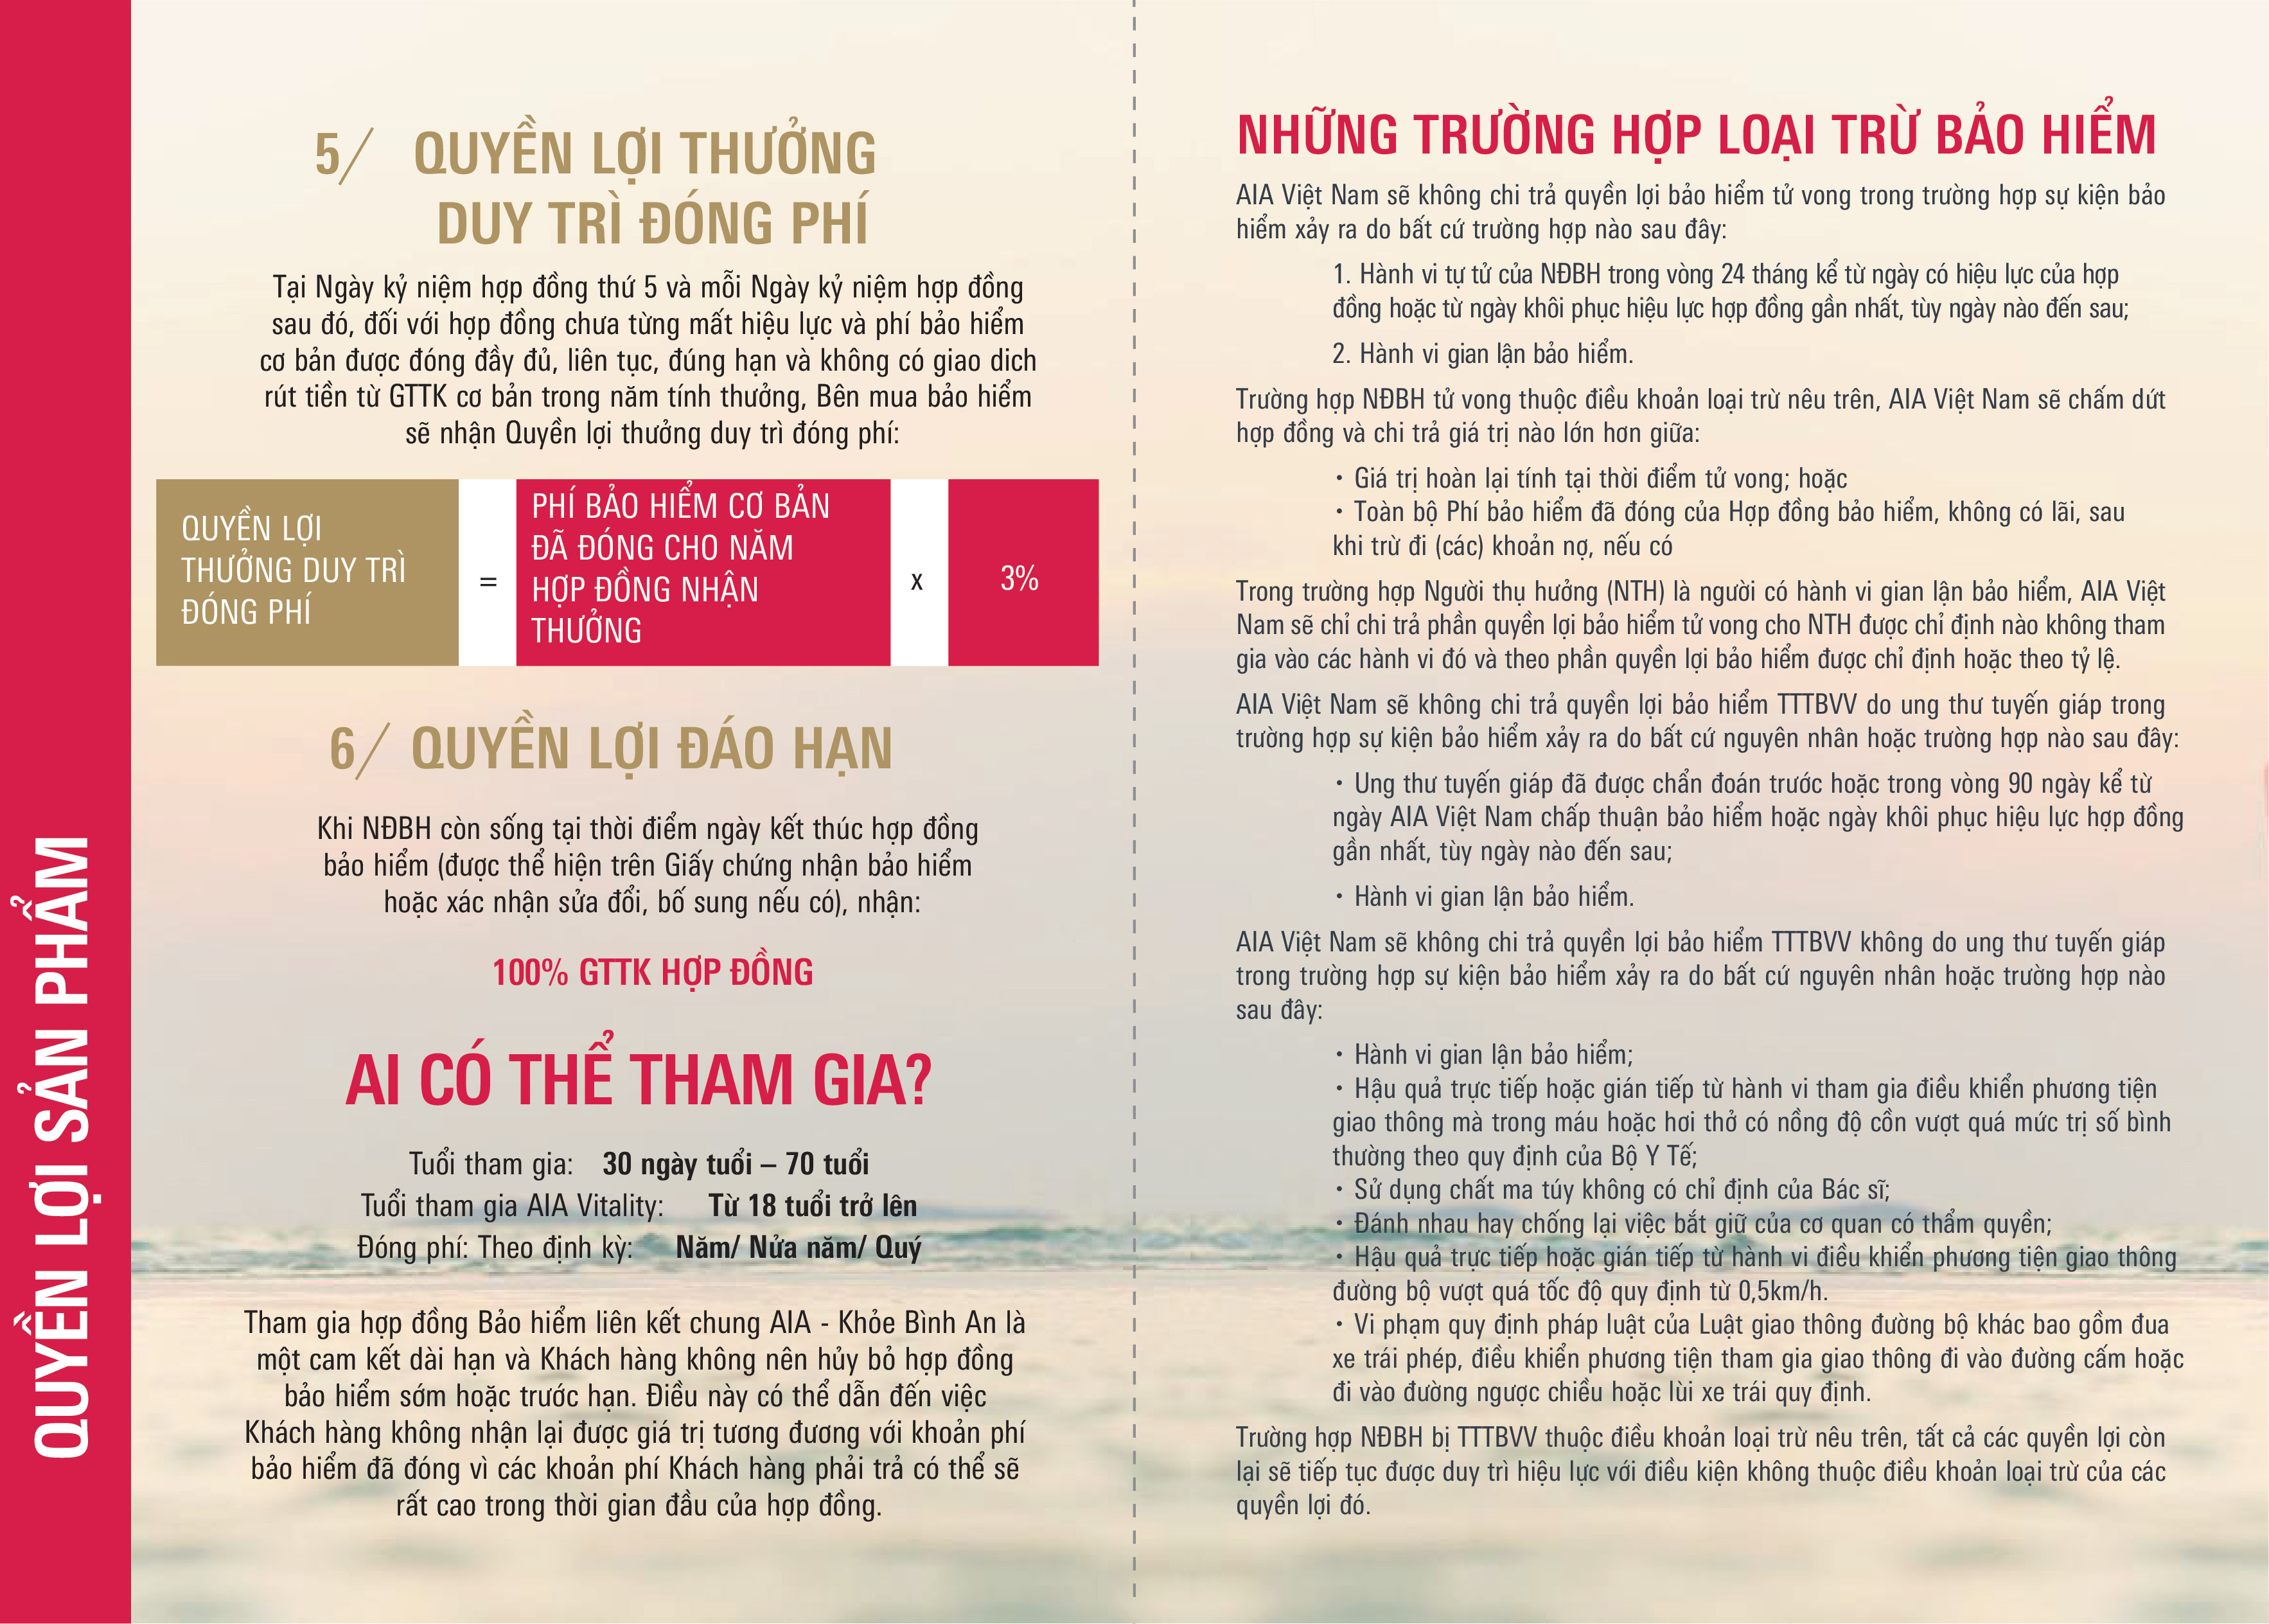 QUYỀN LỢI SẢN PHẨM
5/ QUYỀN LỢI THƯỞNG
DUY TRÌ ĐÓNG PHÍ
Tại Ngày kỷ niệm hợp đồng thứ 5 và mỗi Ngày kỷ niệm hợp đồng
sau đó, đối với hợp đồng chưa từng mất hiệu lực và phí bảo hiểm
cơ bản được đóng đầy đủ, liên tục, đúng hạn và không có giao dich
rút tiền từ GTTK cơ bản trong năm tính thưởng, Bên mua bảo hiểm
sẽ nhận Quyền lợi thưởng duy trì đóng phí:
QUYỀN LỢI
THƯỞNG DUY TRÌ
ĐÓNG PHÍ
=
PHÍ BẢO HIỂM CƠ BẢN
ĐÃ ĐÓNG CHO NĂM
HỢP ĐỒNG NHẬN
THƯỞNG
x
3%
6/ QUYỀN LỢI ĐÁO HẠN
Khi NĐBH còn sống tại thời điểm ngày kết thúc hợp đồng
bảo hiểm (được thể hiện trên Giấy chứng nhận bảo hiểm
hoặc xác nhận sửa đổi, bố sung nếu có), nhận:
100% GTTK HỢP ĐỒNG
AI CÓ THỂ THAM GIA?
Tuổi tham gia: 30 ngày tuổi – 70 tuổi
Tuổi tham gia AIA Vitality: Từ 18 tuổi trở lên
Đóng phí: Theo định kỳ: Năm/ Nửa năm/ Quý
Tham gia hợp đồng Bảo hiểm liên kết chung AIA - Khỏe Bình An là
một cam kết dài hạn và Khách hàng không nên hủy bỏ hợp đồng
bảo hiểm sớm hoặc trước hạn. Điều này có thể dẫn đến việc
Khách hàng không nhận lại được giá trị tương đương với khoản phí
bảo hiểm đã đóng vì các khoản phí Khách hàng phải trả có thể sẽ
rất cao trong thời gian đầu của hợp đồng.
NHỮNG TRƯỜNG HỢP LOẠI TRỪ BẢO HIỂM
AIA Việt Nam sẽ không chi trả quyền lợi bảo hiểm tử vong trong trường hợp sự kiện bảo
hiểm xảy ra do bất cứ trường hợp nào sau đây:
1. Hành vi tự tử của NĐBH trong vòng 24 tháng kể từ ngày có hiệu lực của hợp
đồng hoặc từ ngày khôi phục hiệu lực hợp đồng gần nhất, tùy ngày nào đến sau;
2. Hành vi gian lận bảo hiểm.
Trường hợp NĐBH tử vong thuộc điều khoản loại trừ nêu trên, AIA Việt Nam sẽ chấm dứt
hợp đồng và chi trả giá trị nào lớn hơn giữa:
• Giá trị hoàn lại tính tại thời điểm tử vong; hoặc
• Toàn bộ Phí bảo hiểm đã đóng của Hợp đồng bảo hiểm, không có lãi, sau
khi trừ đi (các) khoản nợ, nếu có
Trong trường hợp Người thụ hưởng (NTH) là người có hành vi gian lận bảo hiểm, AIA Việt
Nam sẽ chỉ chi trả phần quyền lợi bảo hiểm tử vong cho NTH được chỉ định nào không tham
gia vào các hành vi đó và theo phần quyền lợi bảo hiểm được chỉ định hoặc theo tỷ lệ.
AIA Việt Nam sẽ không chi trả quyền lợi bảo hiểm TTTBVV do ung thư tuyến giáp trong
trường hợp sự kiện bảo hiểm xảy ra do bất cứ nguyên nhân hoặc trường hợp nào sau đây:
• Ung thư tuyến giáp đã được chẩn đoán trước hoặc trong vòng 90 ngày kể từ
ngày AIA Việt Nam chấp thuận bảo hiểm hoặc ngày khôi phục hiệu lực hợp đồng
gần nhất, tùy ngày nào đến sau;
• Hành vi gian lận bảo hiểm.
AIA Việt Nam sẽ không chi trả quyền lợi bảo hiểm TTTBVV không do ung thư tuyến giáp
trong trường hợp sự kiện bảo hiểm xảy ra do bất cứ nguyên nhân hoặc trường hợp nào
sau đây:
• Hành vi gian lận bảo hiểm;
• Hậu quả trực tiếp hoặc gián tiếp từ hành vi tham gia điều khiển phương tiện
giao thông mà trong máu hoặc hơi thở có nồng độ cồn vượt quá mức trị số bình
thường theo quy định của Bộ Y Tế;
• Sử dụng chất ma túy không có chỉ định của Bác sĩ;
• Đánh nhau hay chống lại việc bắt giữ của cơ quan có thẩm quyền;
• Hậu quả trực tiếp hoặc gián tiếp từ hành vi điều khiển phương tiện giao thông
đường bộ vượt quá tốc độ quy định từ 0,5km/h.
• Vi phạm quy định pháp luật của Luật giao thông đường bộ khác bao gồm đua
xe trái phép, điều khiển phương tiện tham gia giao thông đi vào đường cấm hoặc
đi vào đường ngược chiều hoặc lùi xe trái quy định.
Trường hợp NĐBH bị TTTBVV thuộc điều khoản loại trừ nêu trên, tất cả các quyền lợi còn
lại sẽ tiếp tục được duy trì hiệu lực với điều kiện không thuộc điều khoản loại trừ của các
quyền lợi đó.